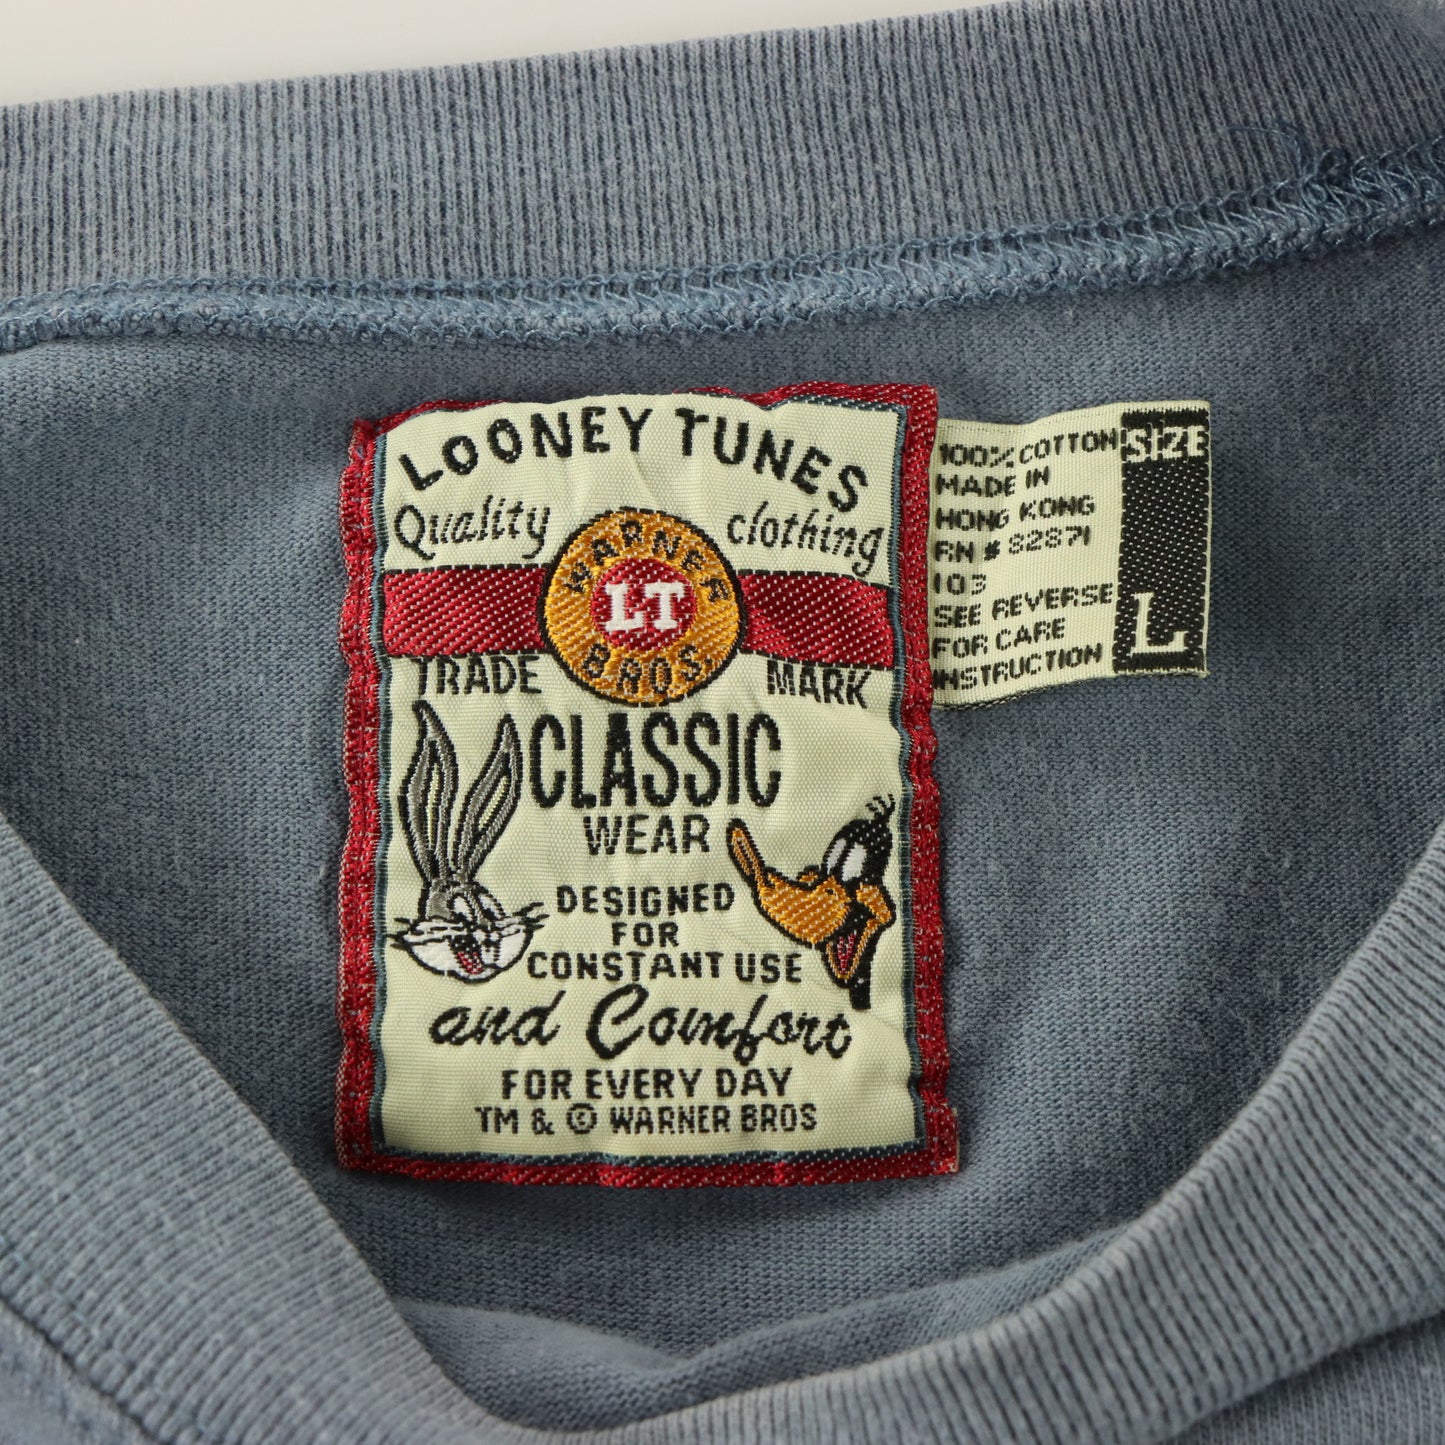 LOONEY TUNES
Quality clothing
WARNER
LT
BROS.
TRADE MARK
CLASSIC
WEAR
DESIGNED
FOR
CONSTANT USE
and Comfort
FOR EVERY DAY
TM & © WARNER BROS
100% COTTON
MADE IN
HONG KONG
RN # 82871
103
SEE REVERSE
FOR CARE
INSTRUCTION
SIZE
L